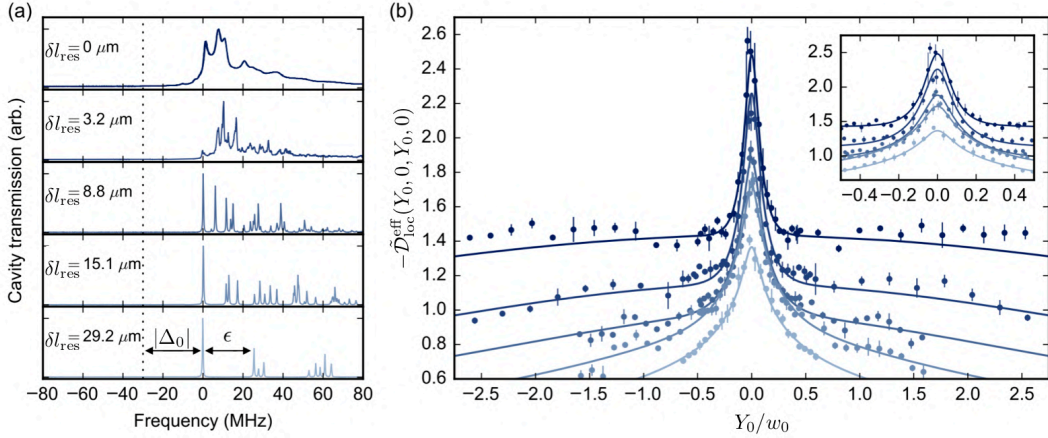 (a)
δl_res = 0 μm
δl_res = 3.2 μm
δl_res = 8.8 μm
δl_res = 15.1 μm
δl_res = 29.2 μm
|Δ₀|
ϵ
Cavity transmission (arb.)
−80 −60 −40 −20 0 20 40 60 80
Frequency (MHz)
(b)
−2.6
2.4
2.2
−2.0
1.8
1.6
1.4
1.2
1.0
0.8
0.6
−𝒟̃_loc^eff(Y₀, 0, Y₀, 0)
−2.5 −2.0 −1.5 −1.0 −0.5 0.0 0.5 1.0 1.5 2.0 2.5
Y₀/w₀
2.5
2.0
1.5
1.0
−0.4 −0.2 0.0 0.2 0.4